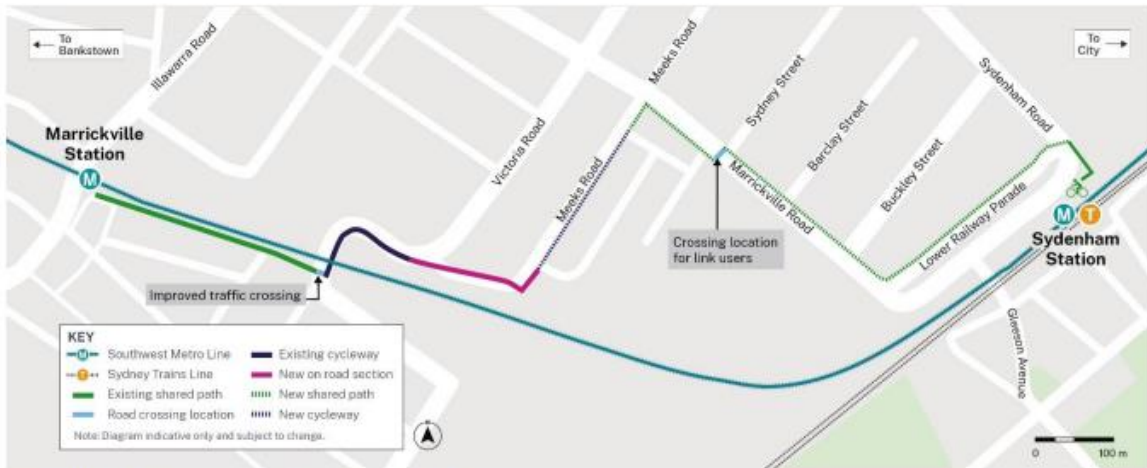 To
Bankstown
Illawarra Road
Meeks Road
To
City
Sydenham Road
Sydney Street
Marrickville
Station
M
Victoria Road
Barclay Street
Meeks Road
Buckley Street
Marrickville Road
Lower Railway Parade
M T
Sydenham
Station
Crossing location
for link users
Improved traffic crossing
Gleeson Avenue
KEY
M Southwest Metro Line
T Sydney Trains Line
Existing shared path
Road crossing location
Existing cycleway
New on road section
New shared path
New cycleway
Note: Diagram indicative only and subject to change.
N
0 100 m